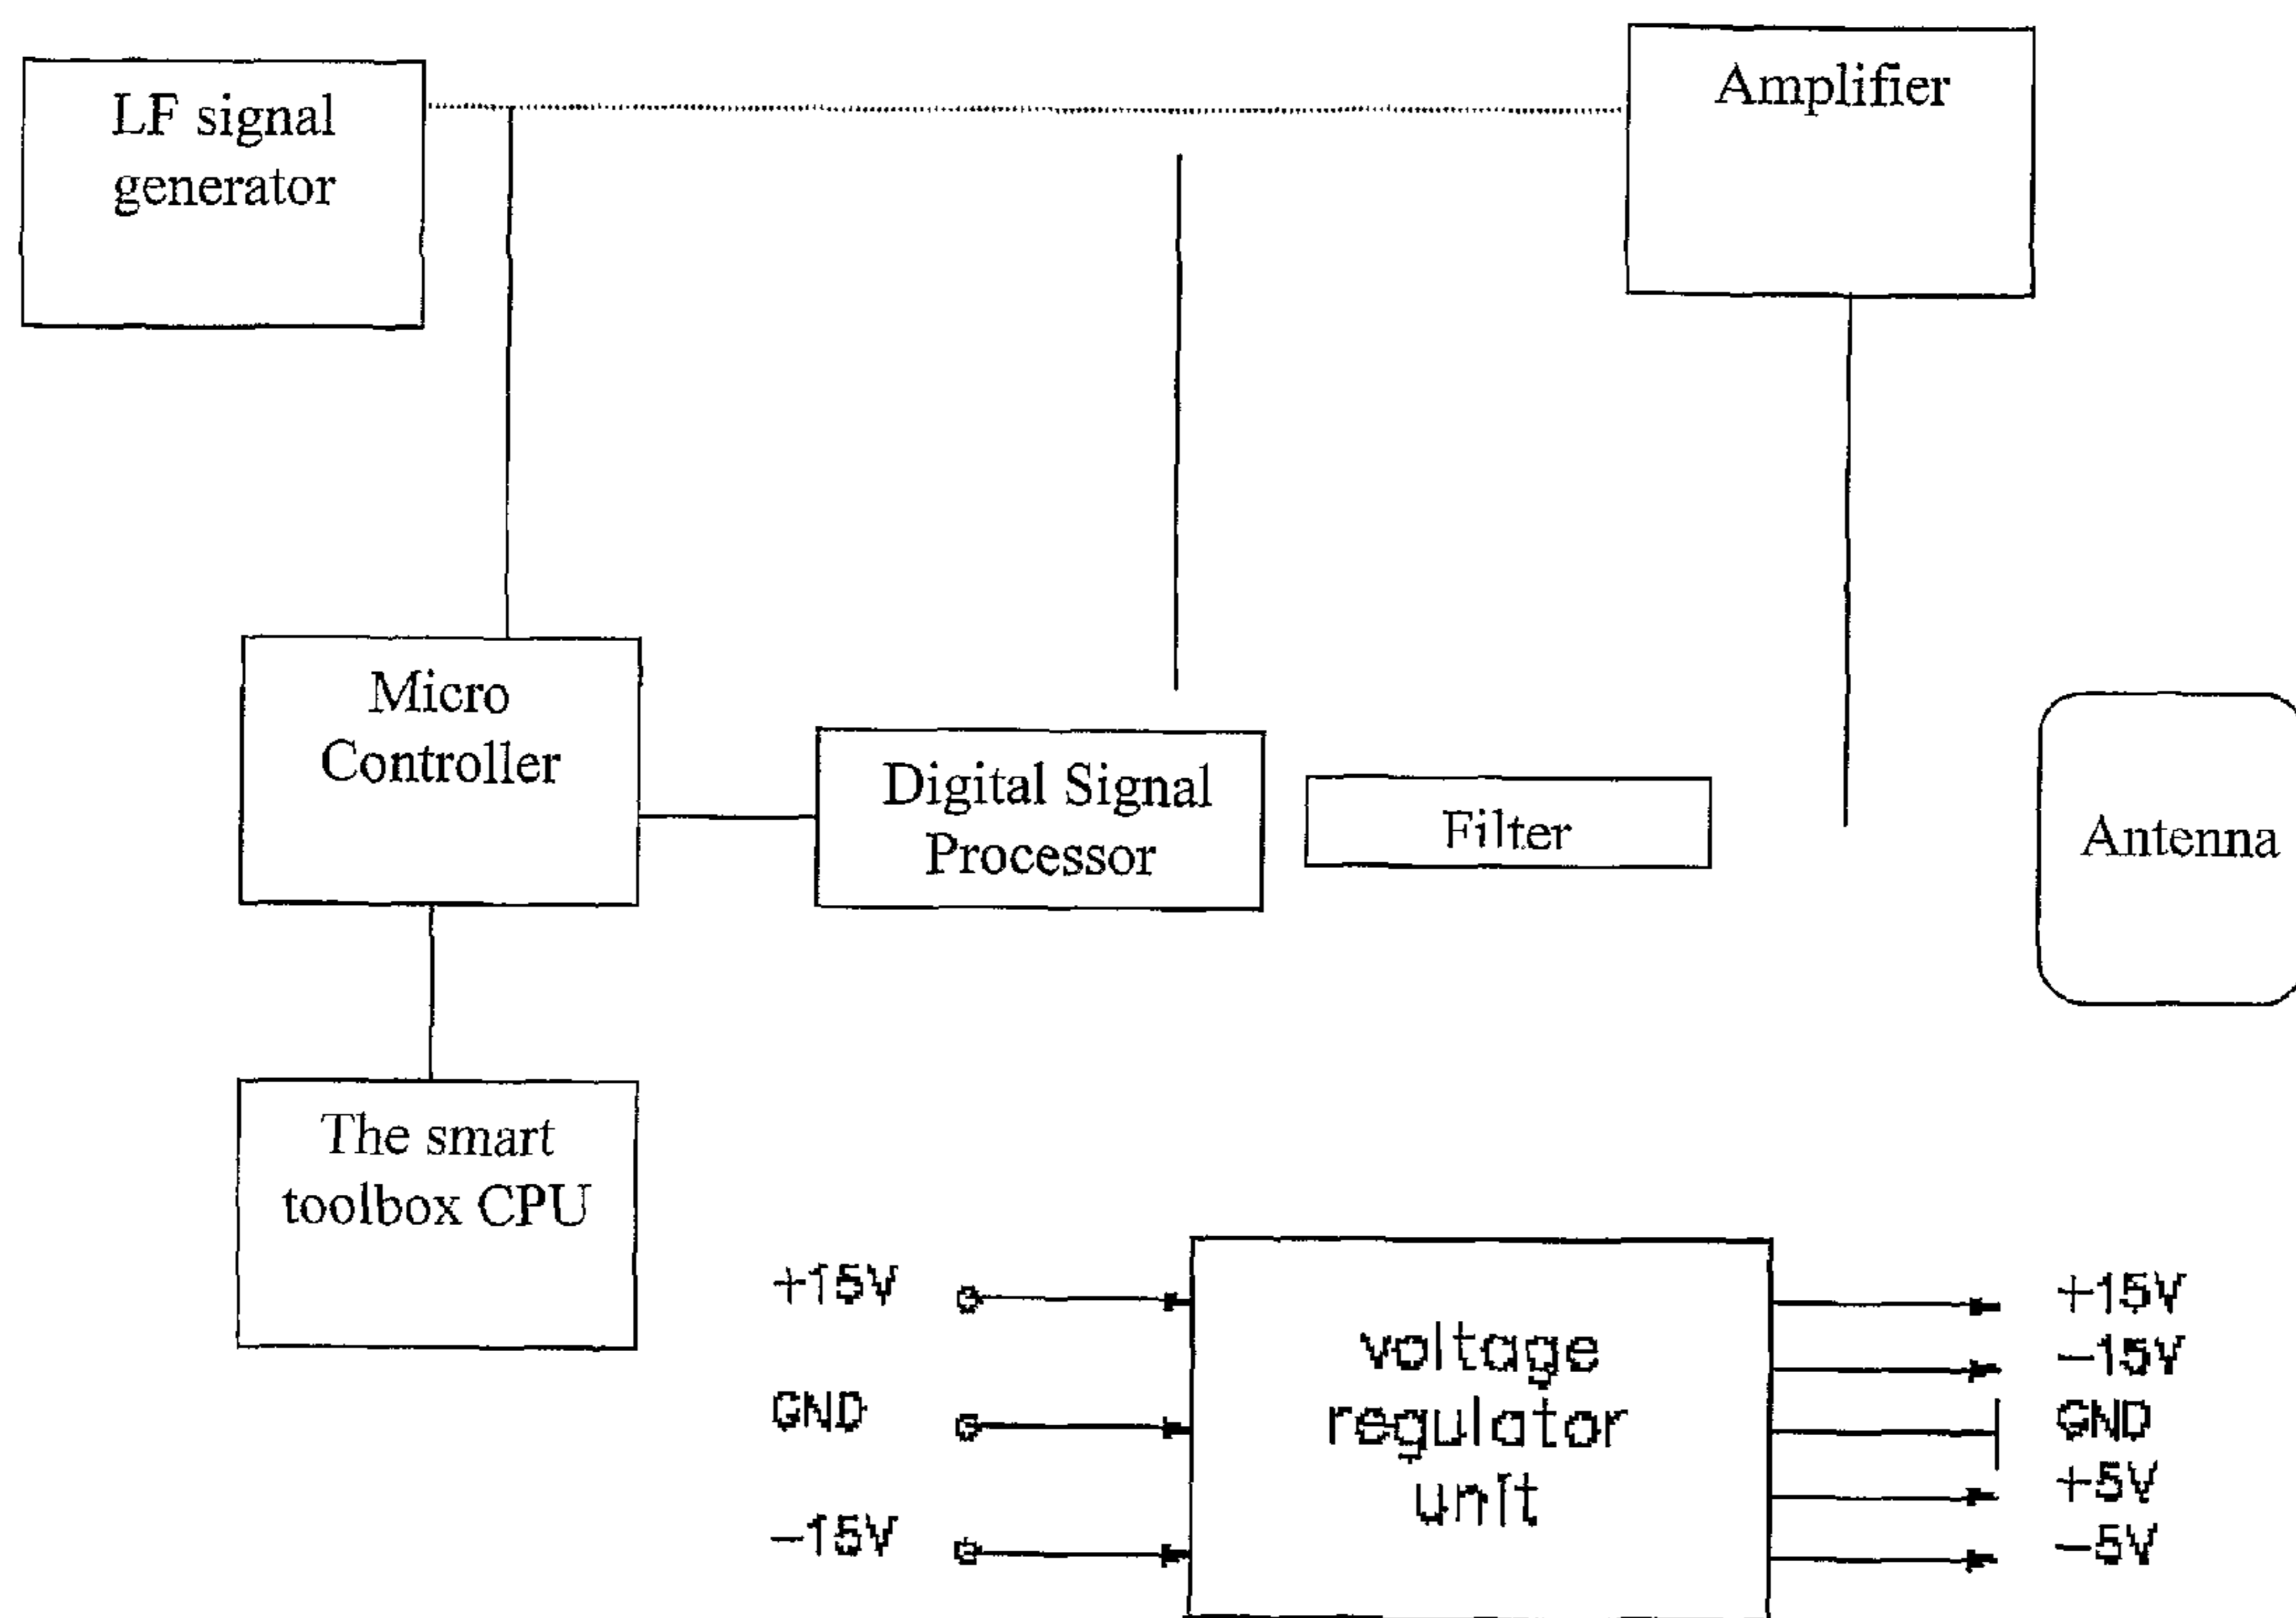 LF signal
generator
Amplifier
Micro
Controller
Digital Signal
Processor
Filter
Antenna
The smart
toolbox CPU
+15V
GND
-15V
voltage
regulator
unit
+15V
-15V
GND
+5V
-5V